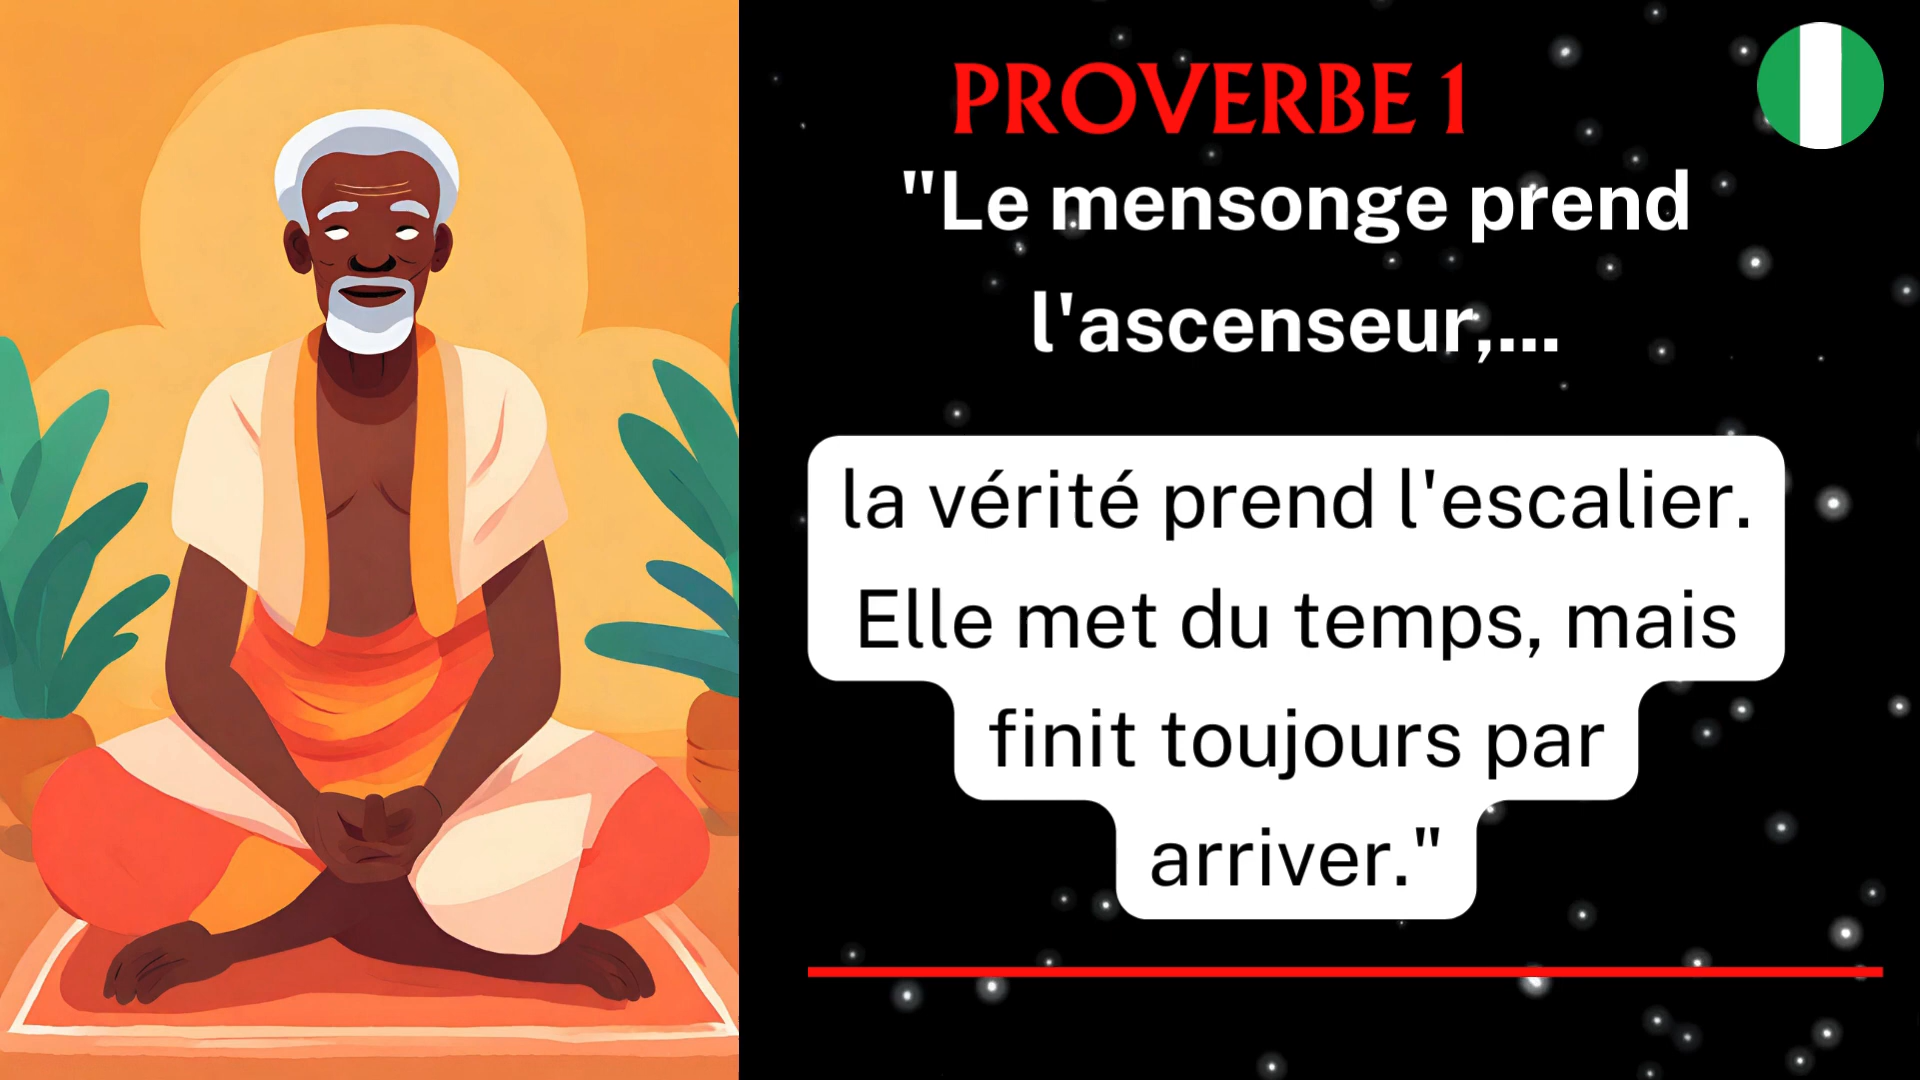 PROVERBE 1
"Le mensonge prend
l'ascenseur,...
la vérité prend l'escalier.
Elle met du temps, mais
finit toujours par
arriver."